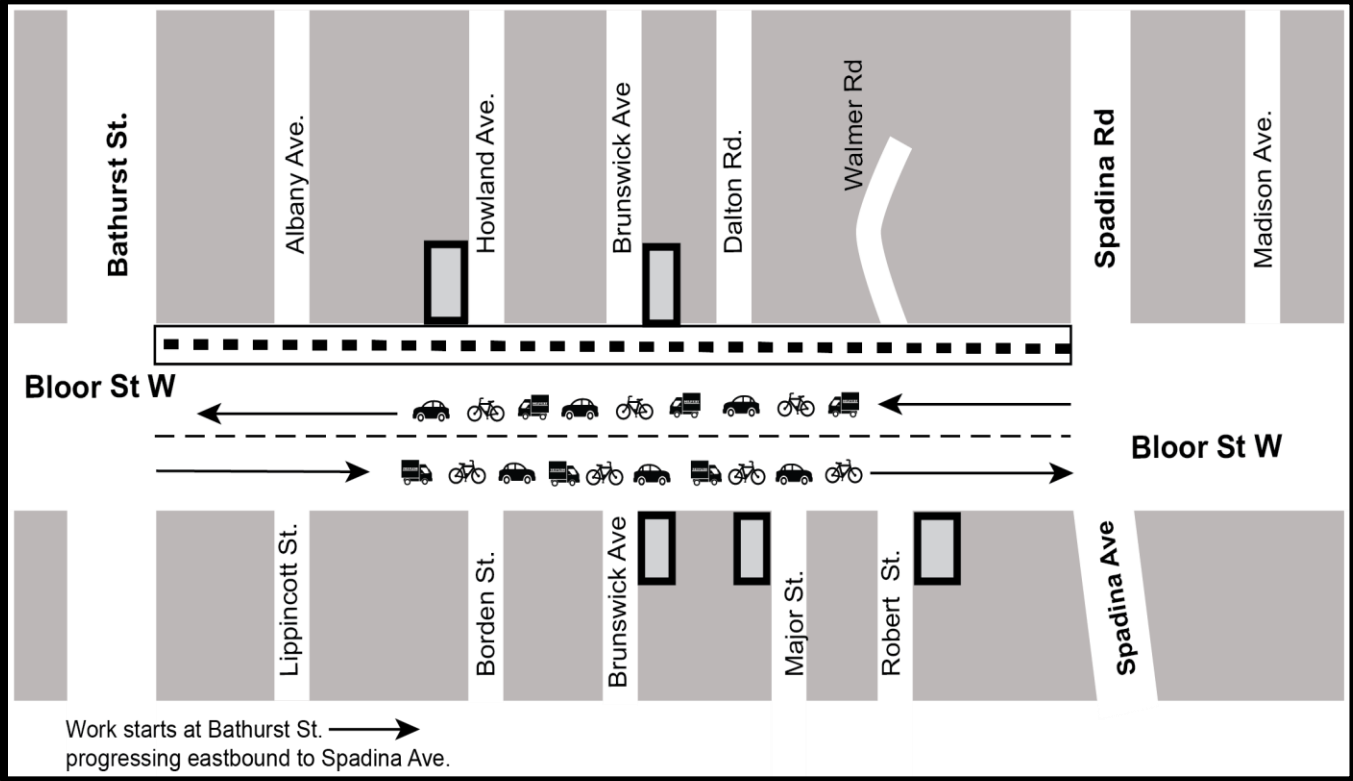 Bathurst St.
Albany Ave.
Howland Ave.
Brunswick Ave
Dalton Rd.
Walmer Rd
Spadina Rd
Madison Ave.
Bloor St W
Bloor St W
Lippincott St.
Borden St.
Brunswick Ave
Major St.
Robert St.
Spadina Ave
Work starts at Bathurst St.
progressing eastbound to Spadina Ave.